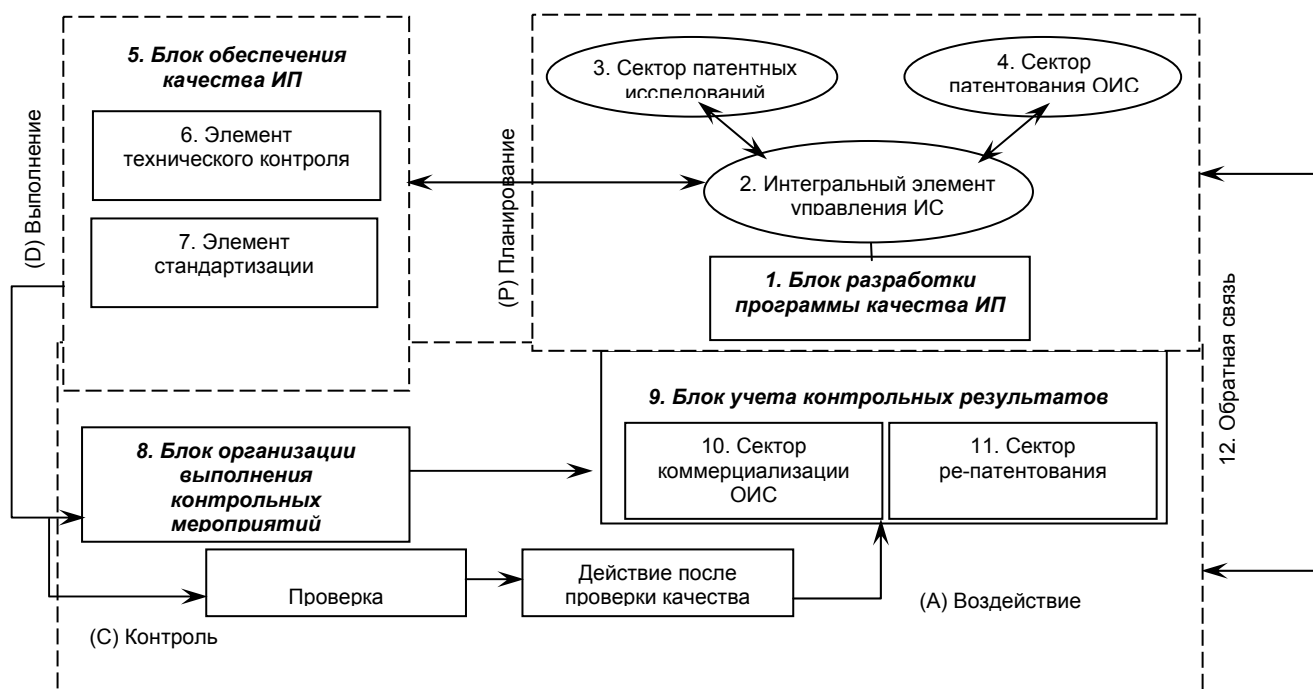 5. Блок обеспечения
качества ИП
6. Элемент
технического контроля
7. Элемент
стандартизации
(D) Выполнение
(P) Планирование
3. Сектор патентных
исследований
4. Сектор
патентования ОИС
2. Интегральный элемент
управления ИС
1. Блок разработки
программы качества ИП
12. Обратная связь
9. Блок учета контрольных результатов
10. Сектор
коммерциализации
ОИС
11. Сектор
ре-патентования
8. Блок организации
выполнения
контрольных
мероприятий
Проверка
Действие после
проверки качества
(A) Воздействие
(C) Контроль